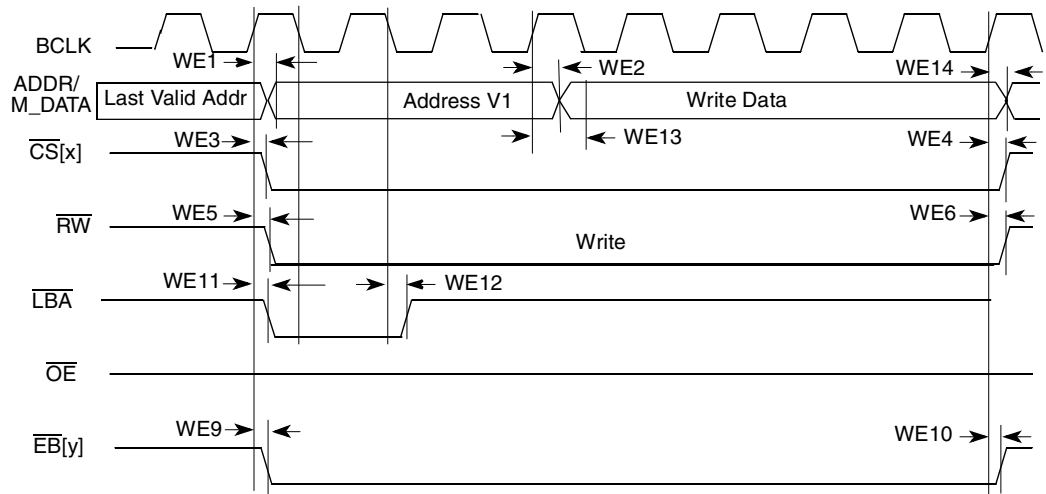 BCLK
WE1
WE2
WE14
ADDR/
M_DATA
Last Valid Addr
Address V1
Write Data
WE3
WE13
WE4
CS[x]
WE5
WE6
RW
Write
WE11
WE12
LBA
OE
WE9
WE10
EB[y]